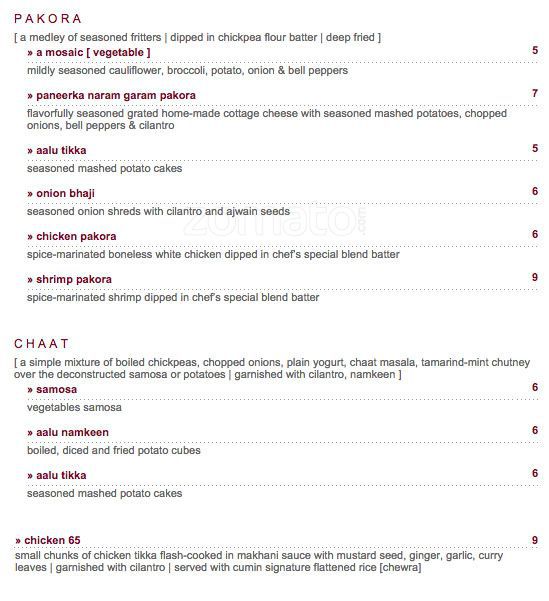 PAKORA
[ a medley of seasoned fritters | dipped in chickpea flour batter | deep fried ]
» a mosaic [ vegetable ] 5
mildly seasoned cauliflower, broccoli, potato, onion & bell peppers
» paneerka naram garam pakora 7
flavorfully seasoned grated home-made cottage cheese with seasoned mashed potatoes, chopped
onions, bell peppers & cilantro
» aalu tikka 5
seasoned mashed potato cakes
» onion bhaji 6
seasoned onion shreds with cilantro and ajwain seeds
zomato.com
» chicken pakora 6
spice-marinated boneless white chicken dipped in chef's special blend batter
» shrimp pakora 9
spice-marinated shrimp dipped in chef's special blend batter
CHAAT
[ a simple mixture of boiled chickpeas, chopped onions, plain yogurt, chaat masala, tamarind-mint chutney
over the deconstructed samosa or potatoes | garnished with cilantro, namkeen ]
» samosa 6
vegetables samosa
» aalu namkeen 6
boiled, diced and fried potato cubes
» aalu tikka 6
seasoned mashed potato cakes
» chicken 65 9
small chunks of chicken tikka flash-cooked in makhani sauce with mustard seed, ginger, garlic, curry
leaves | garnished with cilantro | served with cumin signature flattened rice [chewra]